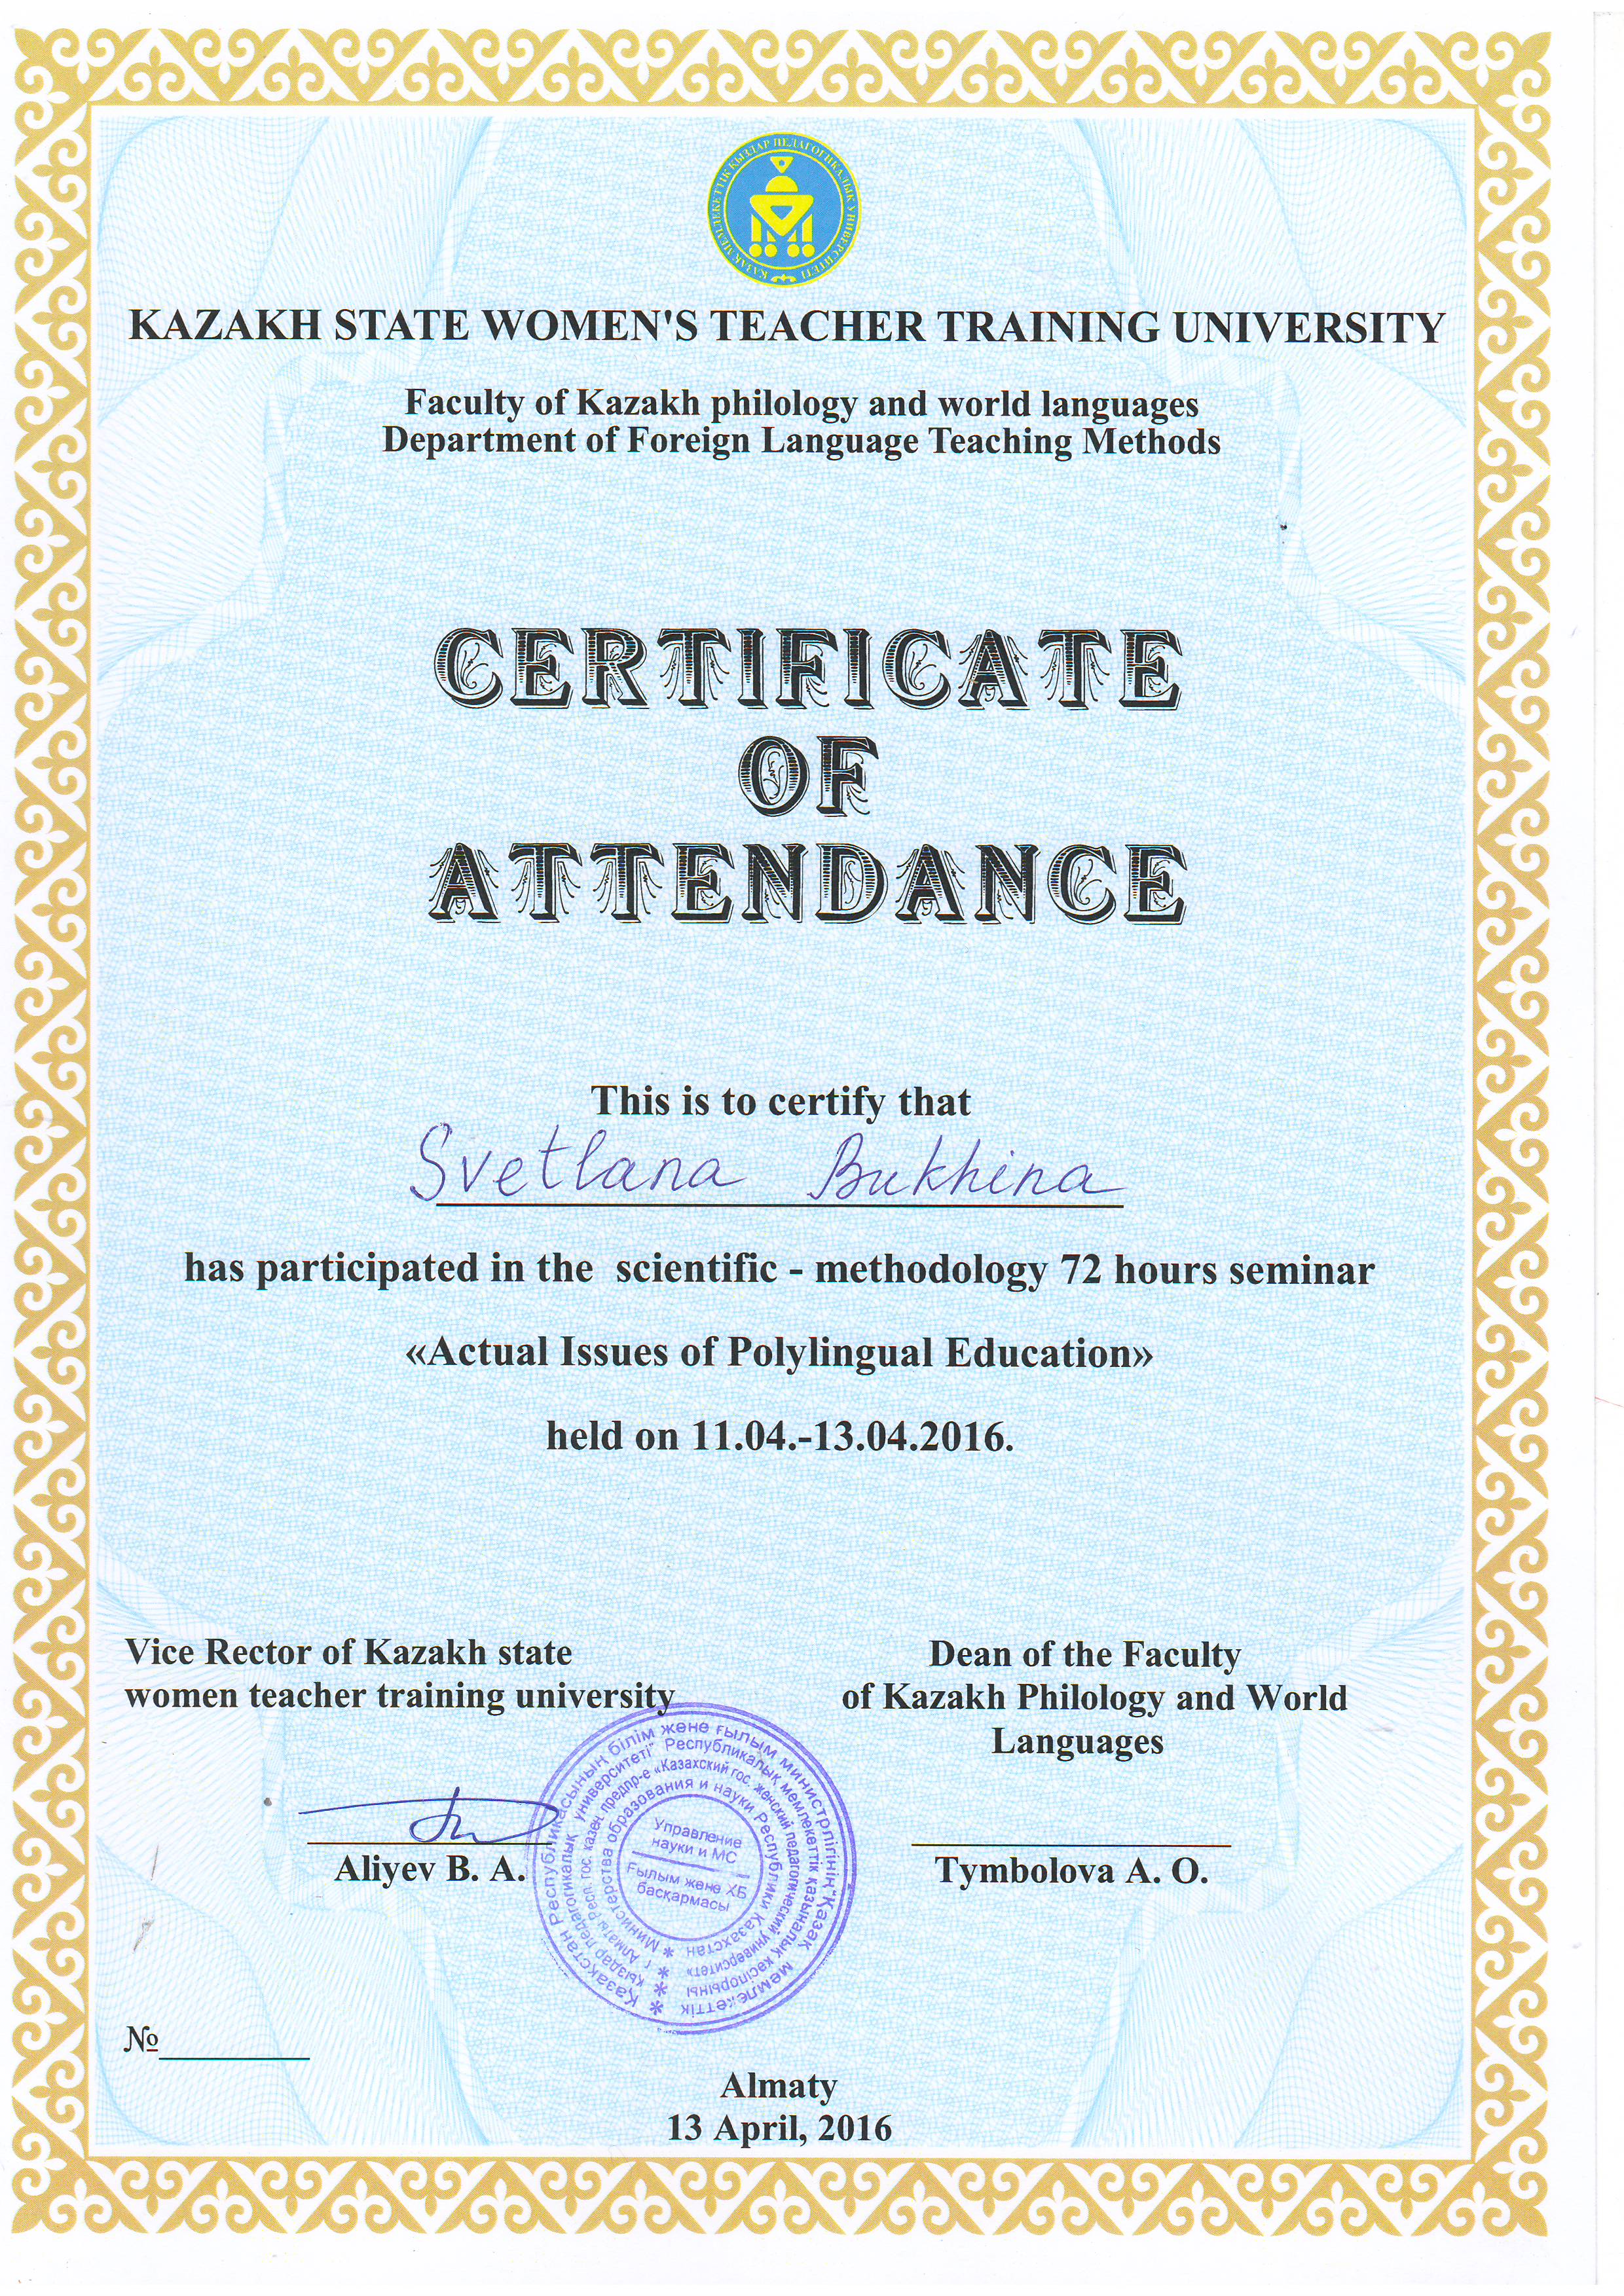 ҚАЗАҚ МЕМЛЕКЕТТІК ҚЫЗДАР ПЕДАГОГИКАЛЫҚ УНИВЕРСИТЕТІ
KAZAKH STATE WOMEN'S TEACHER TRAINING UNIVERSITY
Faculty of Kazakh philology and world languages
Department of Foreign Language Teaching Methods
CERTIFICATE
OF
ATTENDANCE
This is to certify that
Svetlana Bukhina
has participated in the scientific - methodology 72 hours seminar
«Actual Issues of Polylingual Education»
held on 11.04.-13.04.2016.
Vice Rector of Kazakh state
women teacher training university
Dean of the Faculty
of Kazakh Philology and World
Languages
Aliyev B. A.
Tymbolova A. O.
Қазақстан Республикасының білім және ғылым министрлігінің "Қазақ мемлекеттік
қыздар педагогикалық университеті" Республикалық мемлекеттік қазыналық кәсіпорыны
г. Алматы Респ. гос. казен. предпр-е «Казахский гос. женский педагогический университет»
Министерства образования и науки Республики Казахстан
Управление
науки и МС
Ғылым және ХБ
басқармасы
№
Almaty
13 April, 2016